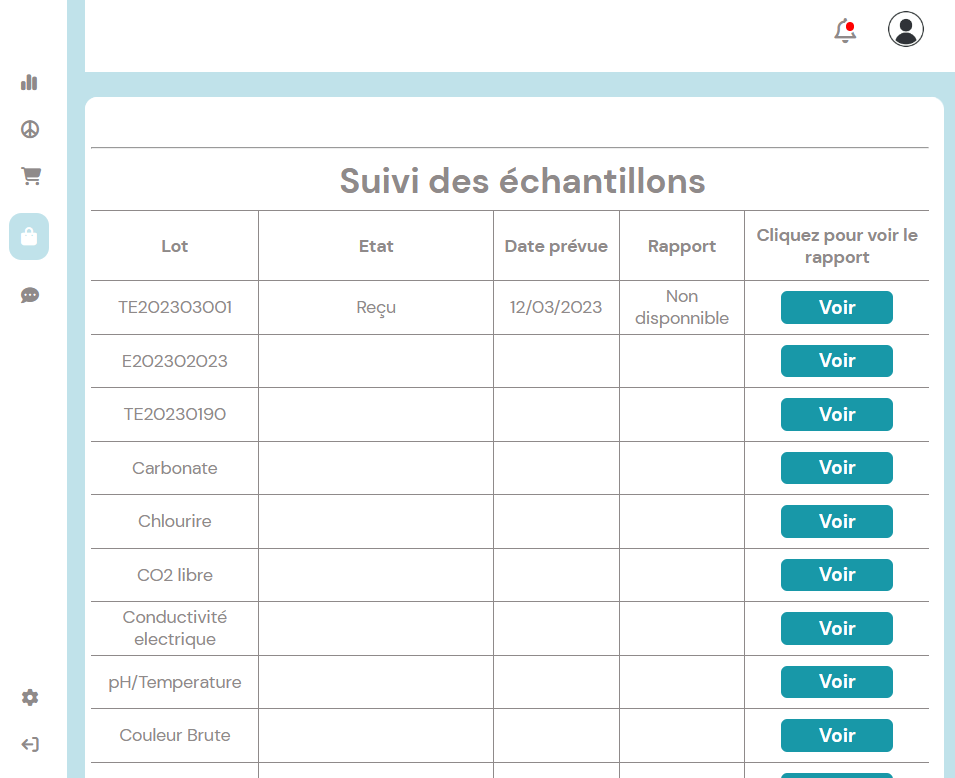 Suivi des échantillons
Lot Etat Date prévue Rapport Cliquez pour voir le rapport
TE202303001 Reçu 12/03/2023 Non disponnible Voir
E202302023 Voir
TE20230190 Voir
Carbonate Voir
Chlourire Voir
CO2 libre Voir
Conductivité electrique Voir
pH/Temperature Voir
Couleur Brute Voir